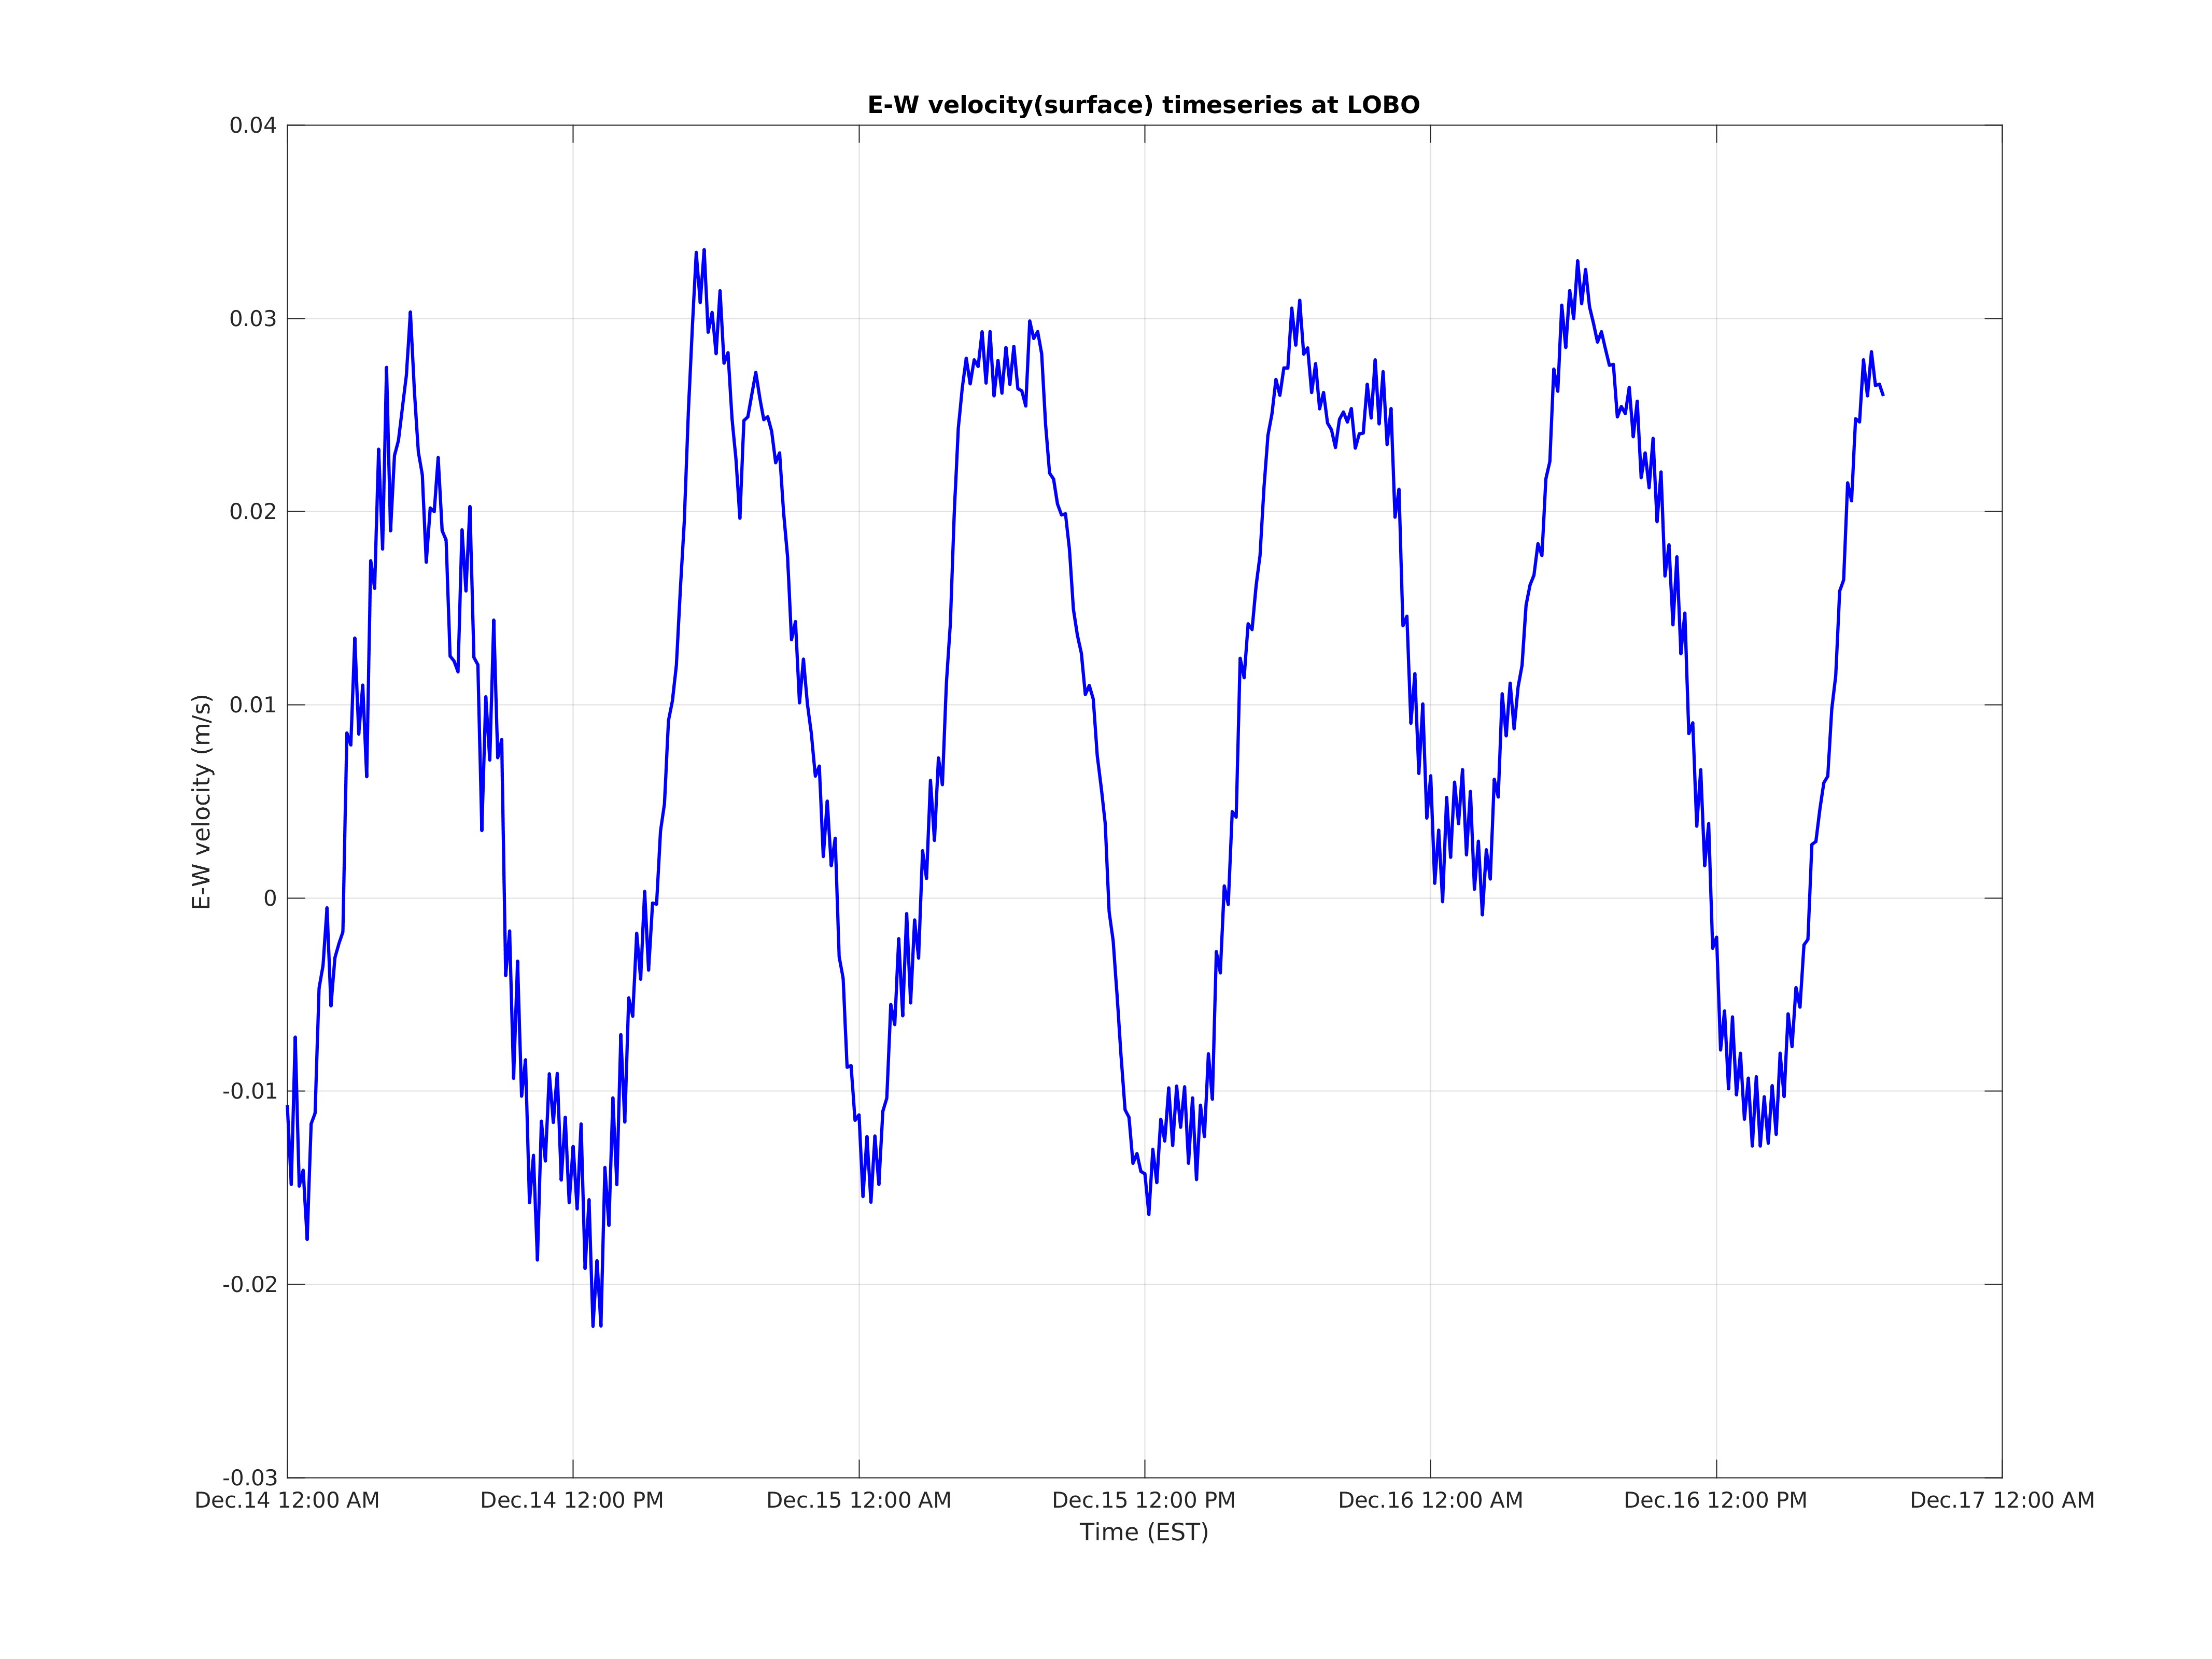 E-W velocity(surface) timeseries at LOBO
0.04
0.03
0.02
0.01
0
-0.01
-0.02
-0.03
E-W velocity (m/s)
Dec.14 12:00 AM Dec.14 12:00 PM Dec.15 12:00 AM Dec.15 12:00 PM Dec.16 12:00 AM Dec.16 12:00 PM Dec.17 12:00 AM
Time (EST)